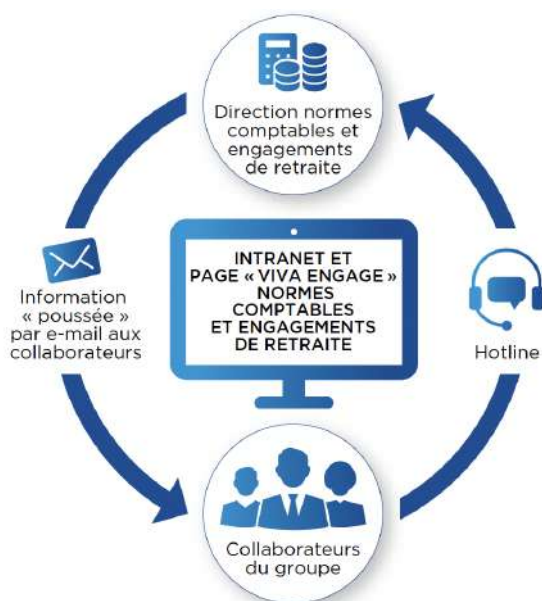 Direction normes
comptables et
engagements
de retraite
INTRANET ET
PAGE « VIVA ENGAGE »
NORMES
COMPTABLES
ET ENGAGEMENTS
DE RETRAITE
Information
« poussée »
par e-mail aux
collaborateurs
Hotline
Collaborateurs
du groupe